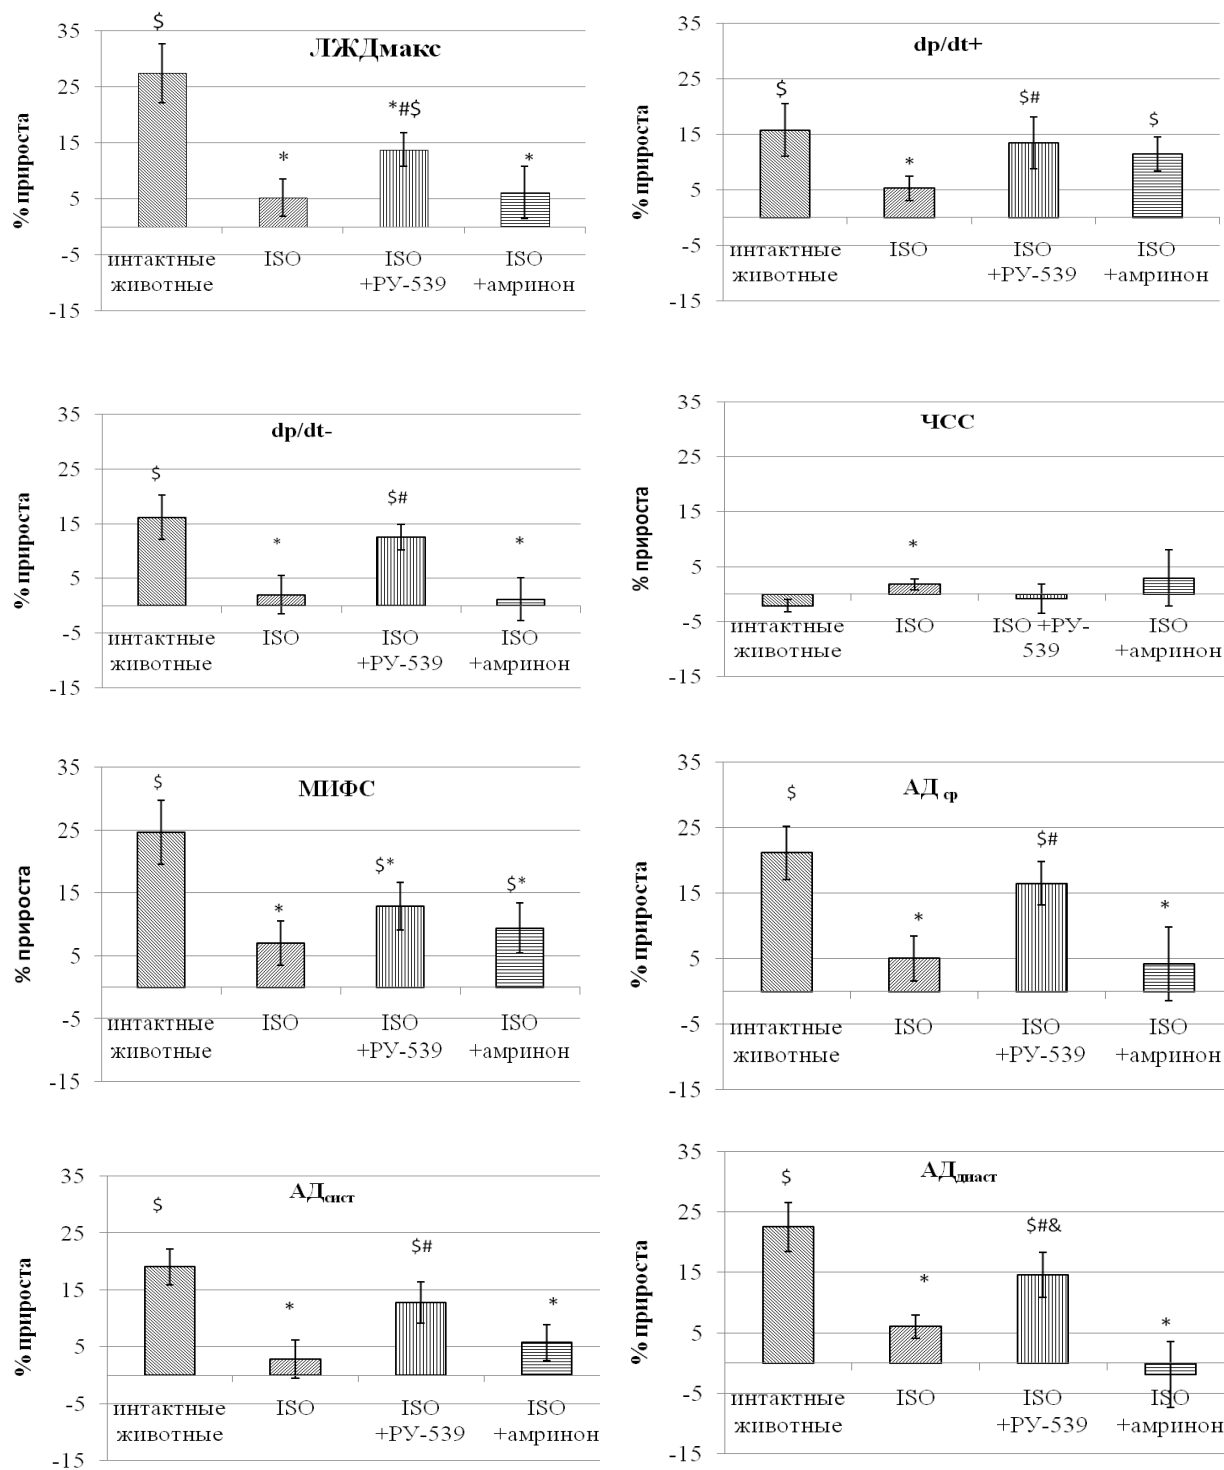 ЛЖДмакс
% прироста
35
$
25
*#$
15
*
*
5
-5
-15
интактные животные
ISO
ISO +РУ-539
ISO +амринон
dp/dt+
% прироста
35
25
$
$#
$
15
*
5
-5
-15
интактные животные
ISO
ISO +РУ-539
ISO +амринон
dp/dt-
% прироста
35
25
$
$#
15
*
*
5
-5
-15
интактные животные
ISO
ISO +РУ-539
ISO +амринон
ЧСС
% прироста
35
25
15
*
5
-5
-15
интактные животные
ISO
ISO +РУ-
539
ISO +амринон
МИФС
% прироста
35
$
25
$*
$*
15
*
5
-5
-15
интактные животные
ISO
ISO +РУ-539
ISO +амринон
АД ср
% прироста
35
$
25
$#
15
*
*
5
-5
-15
интактные животные
ISO
ISO +РУ-539
ISO +амринон
АДсист
% прироста
35
$
25
$#
15
*
*
5
-5
-15
интактные животные
ISO
ISO +РУ-539
ISO +амринон
АДдиаст
% прироста
35
$
25
$#&
15
*
*
5
-5
-15
интактные животные
ISO
ISO +РУ-539
ISO +амринон